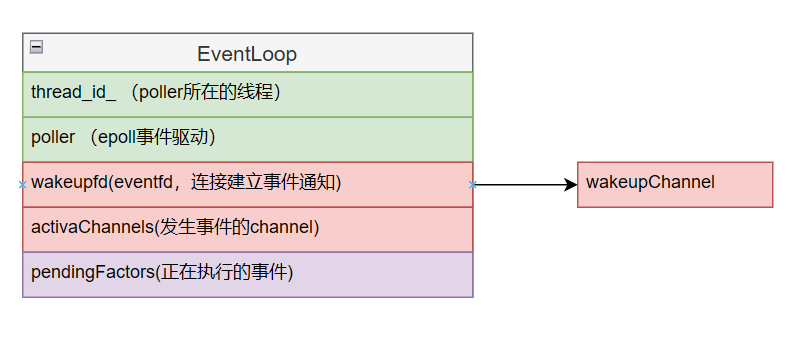 EventLoop
thread_id_ （poller所在的线程）
poller （epoll事件驱动）
wakeupfd(eventfd，连接建立事件通知)
wakeupChannel
activaChannels(发生事件的channel)
pendingFactors(正在执行的事件)